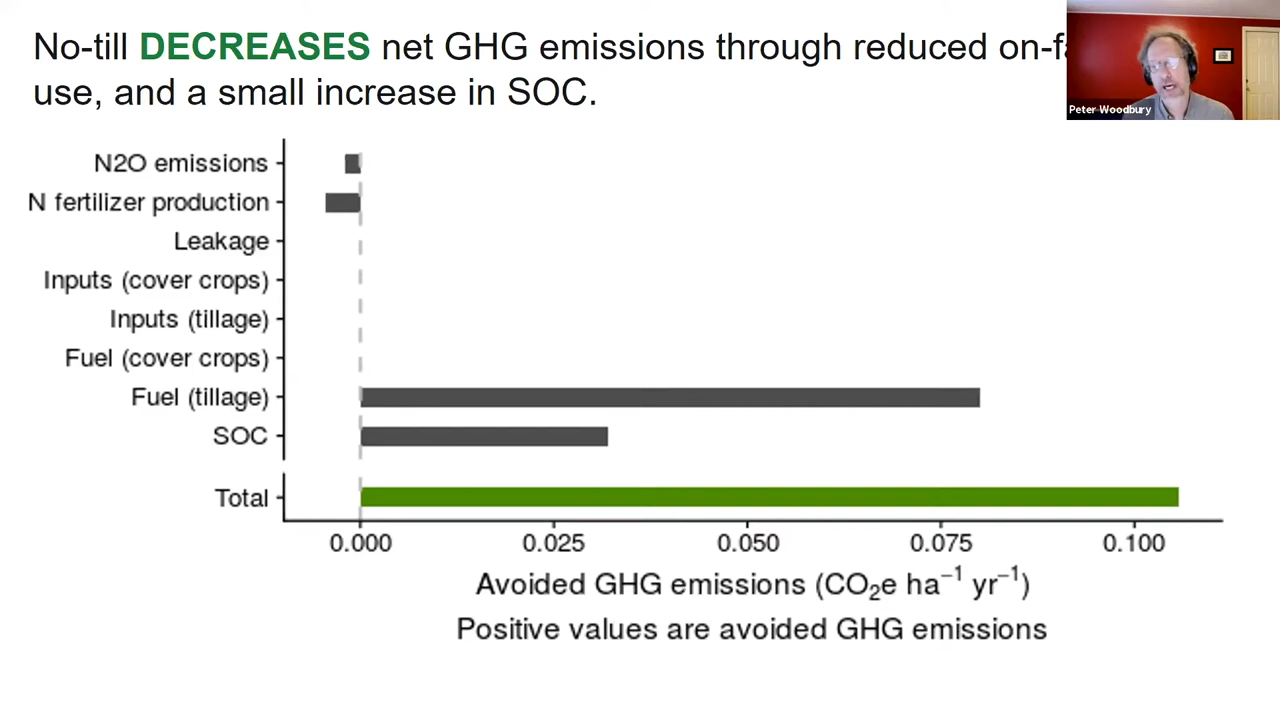 No-till DECREASES net GHG emissions through reduced on-fa
use, and a small increase in SOC.
Peter Woodbury
N2O emissions
N fertilizer production
Leakage
Inputs (cover crops)
Inputs (tillage)
Fuel (cover crops)
Fuel (tillage)
SOC
Total
0.000 0.025 0.050 0.075 0.100
Avoided GHG emissions (CO₂e ha⁻¹ yr⁻¹)
Positive values are avoided GHG emissions